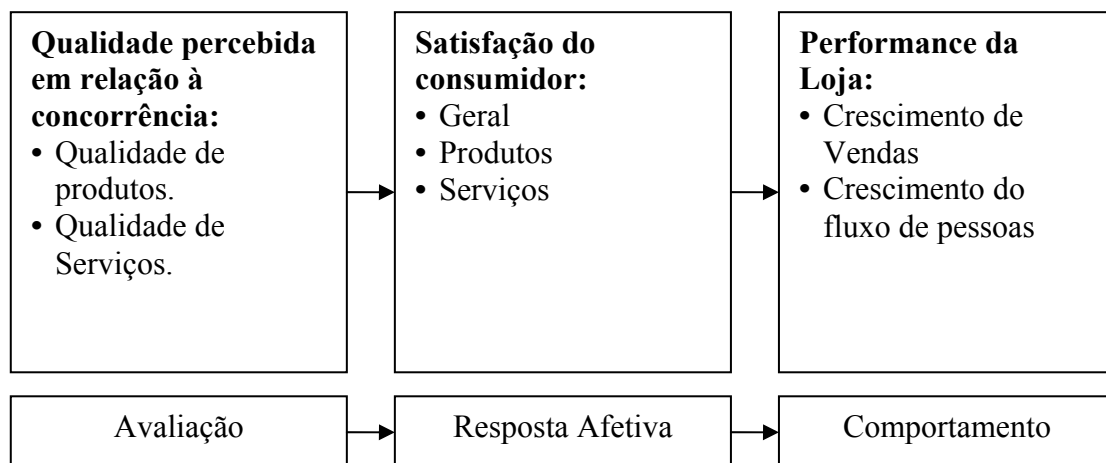 Qualidade percebida
em relação à
concorrência:
• Qualidade de
produtos.
• Qualidade de
Serviços.
Satisfação do
consumidor:
• Geral
• Produtos
• Serviços
Performance da
Loja:
• Crescimento de
Vendas
• Crescimento do
fluxo de pessoas
Avaliação
Resposta Afetiva
Comportamento